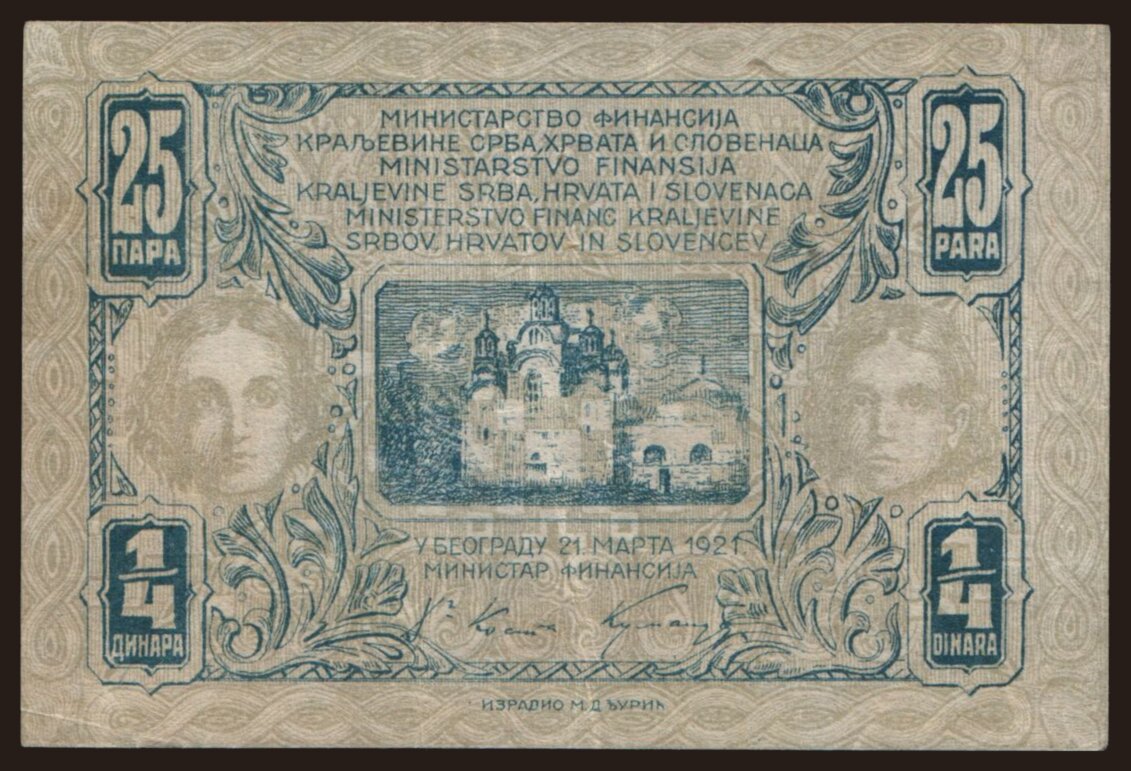 25
ПАРА
25
PARA
МИНИСТАРСТВО ФИНАНСИЈА
КРАЉЕВИНЕ СРБА, ХРВАТА И СЛОВЕНАЦА
MINISTARSTVO FINANSIJA
KRALJEVINE SRBA, HRVATA I SLOVENACA
MINISTERSTVO FINANC KRALJEVINE
SRBOV, HRVATOV IN SLOVENCEV
У БЕОГРАДУ 21. МАРТА 1921
МИНИСТАР ФИНАНСИЈА
Коста
1/4
ДИНАРА
1/4
DINARA
ИЗРАДИО М. Д. ЂУРИЋ